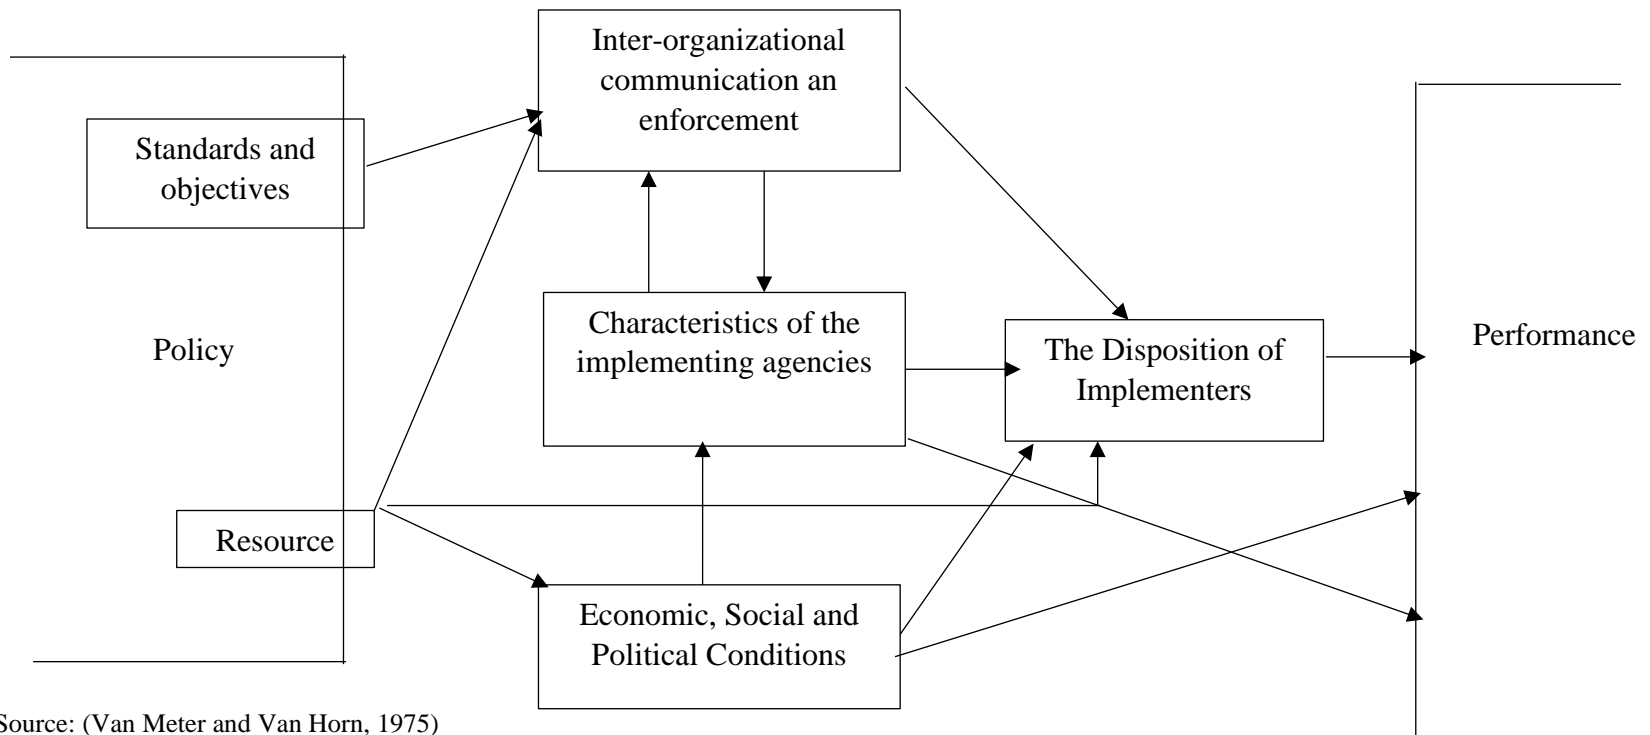 Inter-organizational
communication an
enforcement
Standards and
objectives
Policy
Characteristics of the
implementing agencies
The Disposition of
Implementers
Performance
Resource
Economic, Social and
Political Conditions
Source: (Van Meter and Van Horn, 1975)